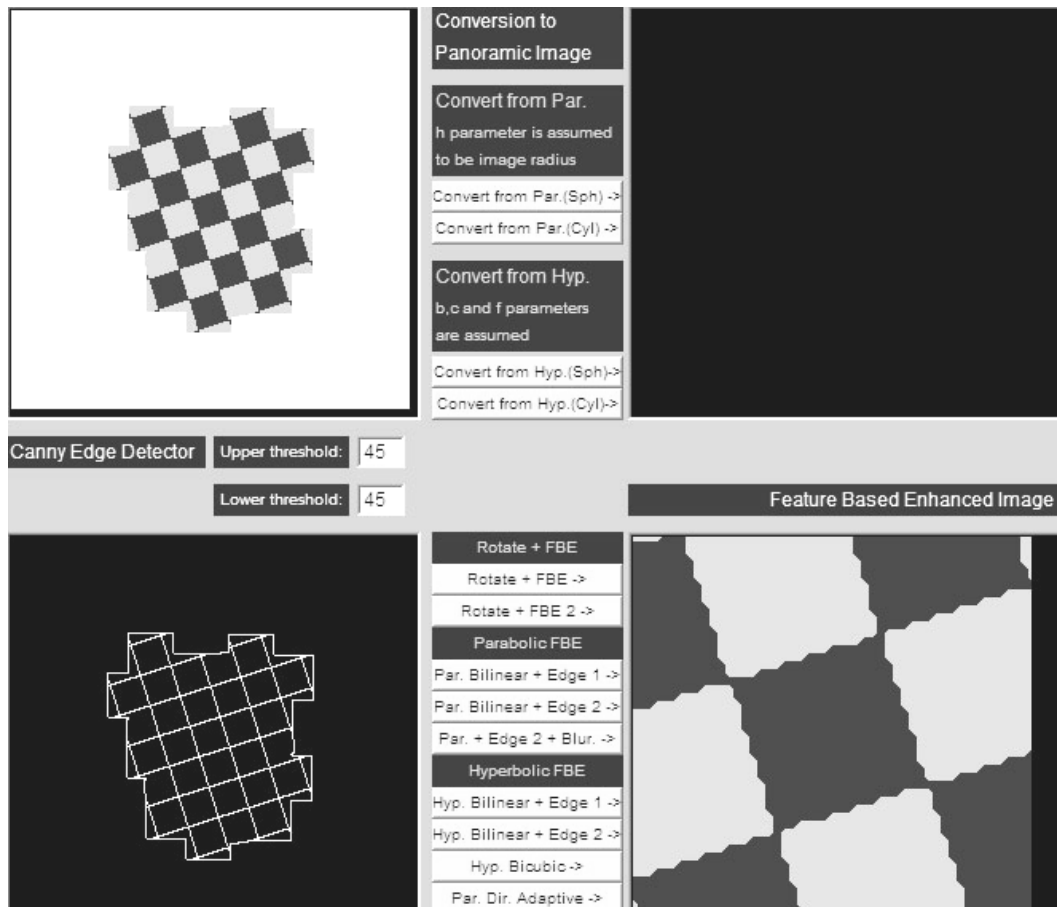 Conversion to
Panoramic Image
Convert from Par.
h parameter is assumed
to be image radius
Convert from Par.(Sph) ->
Convert from Par.(Cyl) ->
Convert from Hyp.
b,c and f parameters
are assumed
Convert from Hyp.(Sph)->
Convert from Hyp.(Cyl)->
Canny Edge Detector Upper threshold: 45
Lower threshold: 45
Feature Based Enhanced Image
Rotate + FBE
Rotate + FBE ->
Rotate + FBE 2 ->
Parabolic FBE
Par. Bilinear + Edge 1 ->
Par. Bilinear + Edge 2 ->
Par. + Edge 2 + Blur. ->
Hyperbolic FBE
Hyp. Bilinear + Edge 1 ->
Hyp. Bilinear + Edge 2 ->
Hyp. Bicubic ->
Par. Dir. Adaptive ->